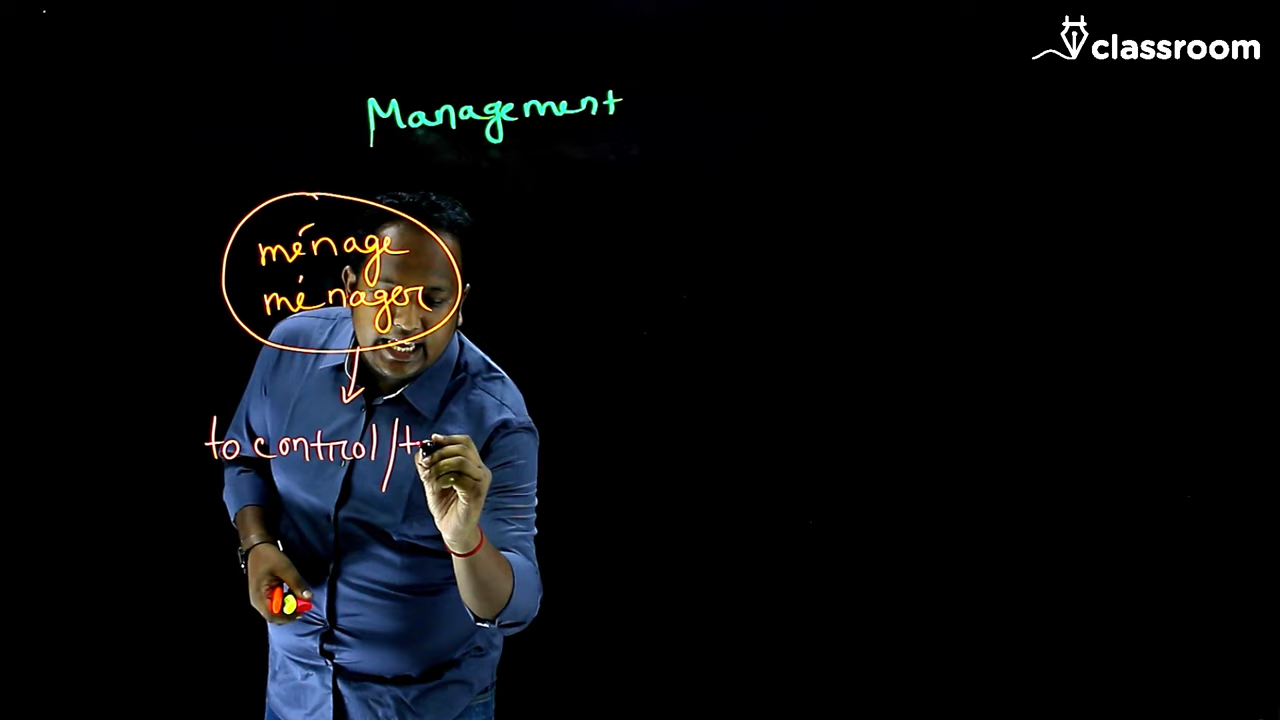 classroom
Management
ménage
ménager
to control/t